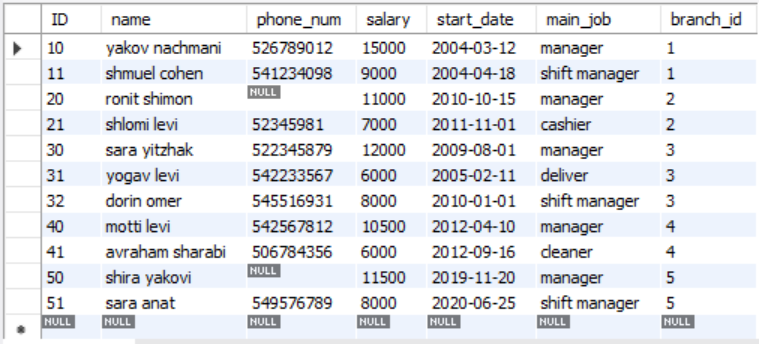 ID name phone_num salary start_date main_job branch_id
10 yakov nachmani 526789012 15000 2004-03-12 manager 1
11 shmuel cohen 541234098 9000 2004-04-18 shift manager 1
20 ronit shimon NULL 11000 2010-10-15 manager 2
21 shlomi levi 52345981 7000 2011-11-01 cashier 2
30 sara yitzhak 522345879 12000 2009-08-01 manager 3
31 yogav levi 542233567 6000 2005-02-11 deliver 3
32 dorin omer 545516931 8000 2010-01-01 shift manager 3
40 motti levi 542567812 10500 2012-04-10 manager 4
41 avraham sharabi 506784356 6000 2012-09-16 cleaner 4
50 shira yakovi NULL 11500 2019-11-20 manager 5
51 sara anat 549576789 8000 2020-06-25 shift manager 5
NULL NULL NULL NULL NULL NULL NULL